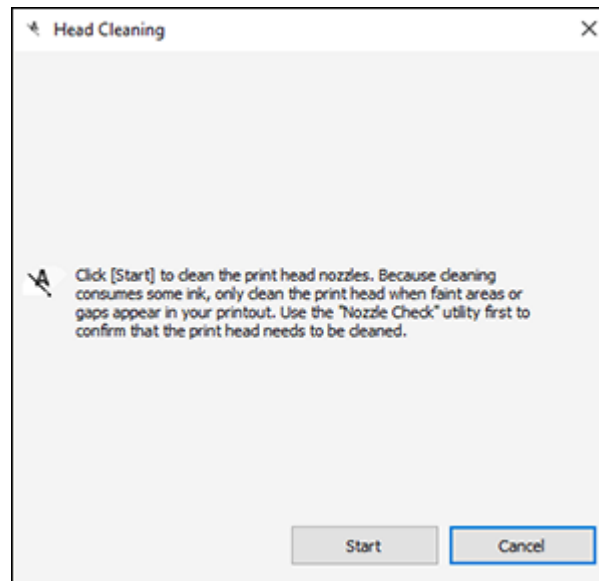 Head Cleaning
Click [Start] to clean the print head nozzles. Because cleaning
consumes some ink, only clean the print head when faint areas or
gaps appear in your printout. Use the "Nozzle Check" utility first to
confirm that the print head needs to be cleaned.
Start Cancel